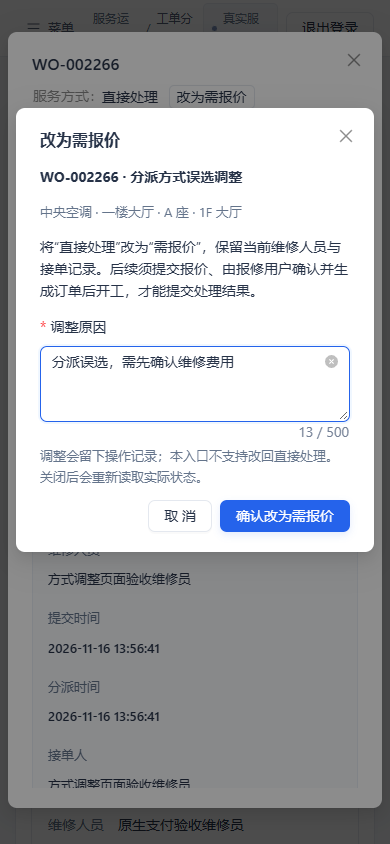 菜单 服务运 / 工单分 真实服 退出登录
WO-002266
服务方式：直接处理 改为需报价
改为需报价
WO-002266 · 分派方式误选调整
中央空调 · 一楼大厅 · A 座 · 1F 大厅
将“直接处理”改为“需报价”，保留当前维修人员与
接单记录。后续须提交报价、由报修用户确认并生
成订单后开工，才能提交处理结果。
* 调整原因
分派误选，需先确认维修费用
13 / 500
调整会留下操作记录；本入口不支持改回直接处理。
关闭后会重新读取实际状态。
取 消 确认改为需报价
维修人员
方式调整页面验收维修员
提交时间
2026-11-16 13:56:41
分派时间
2026-11-16 13:56:41
接单人
方式调整页面验收维修员
维修人员 原生支付验收维修员